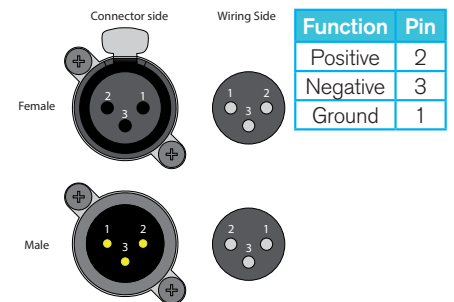 Connector side
Wiring Side
Function Pin
Positive 2
Negative 3
Ground 1
Female
2 1
3
1 2
3
Male
1 2
3
2 1
3